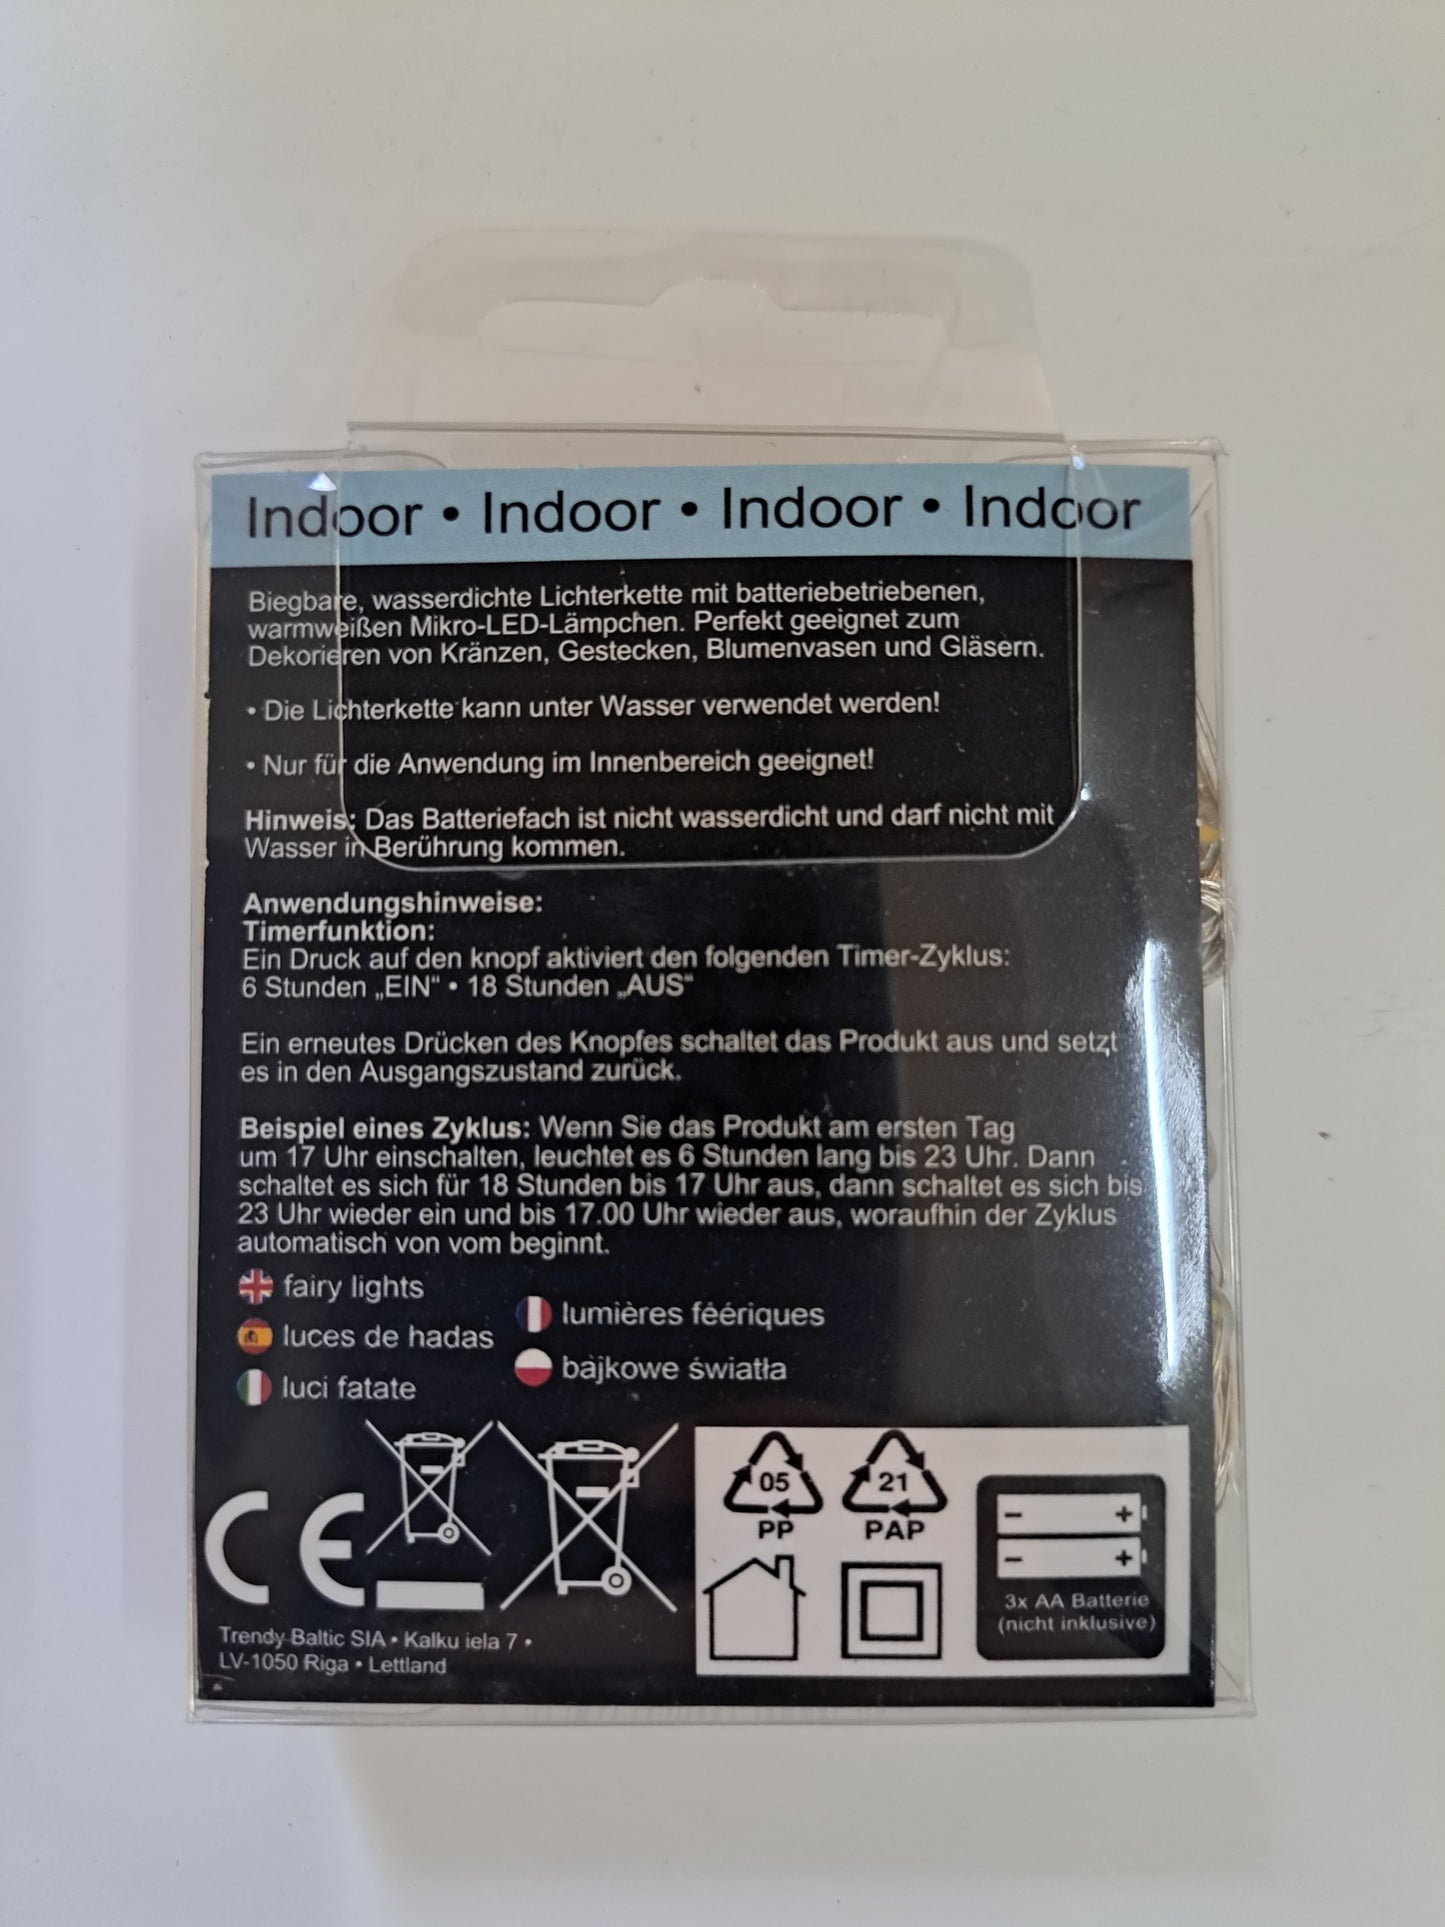 Indoor • Indoor • Indoor • Indoor
Biegbare, wasserdichte Lichterkette mit batteriebetriebenen,
warmweißen Mikro-LED-Lämpchen. Perfekt geeignet zum
Dekorieren von Kränzen, Gestecken, Blumenvasen und Gläsern.
• Die Lichterkette kann unter Wasser verwendet werden!
• Nur für die Anwendung im Innenbereich geeignet!
Hinweis: Das Batteriefach ist nicht wasserdicht und darf nicht mit
Wasser in Berührung kommen.
Anwendungshinweise:
Timerfunktion:
Ein Druck auf den knopf aktiviert den folgenden Timer-Zyklus:
6 Stunden „EIN“ • 18 Stunden „AUS“
Ein erneutes Drücken des Knopfes schaltet das Produkt aus und setzt
es in den Ausgangszustand zurück.
Beispiel eines Zyklus: Wenn Sie das Produkt am ersten Tag
um 17 Uhr einschalten, leuchtet es 6 Stunden lang bis 23 Uhr. Dann
schaltet es sich für 18 Stunden bis 17 Uhr aus, dann schaltet es sich bis
23 Uhr wieder ein und bis 17.00 Uhr wieder aus, woraufhin der Zyklus
automatisch von vorn beginnt.
fairy lights
luces de hadas
luci fatate
lumières féériques
bajkowe światła
CE
05
PP
21
PAP
- +
- +
3x AA Batterie
(nicht inklusive)
Trendy Baltic SIA • Kalku iela 7 •
LV-1050 Riga • Lettland